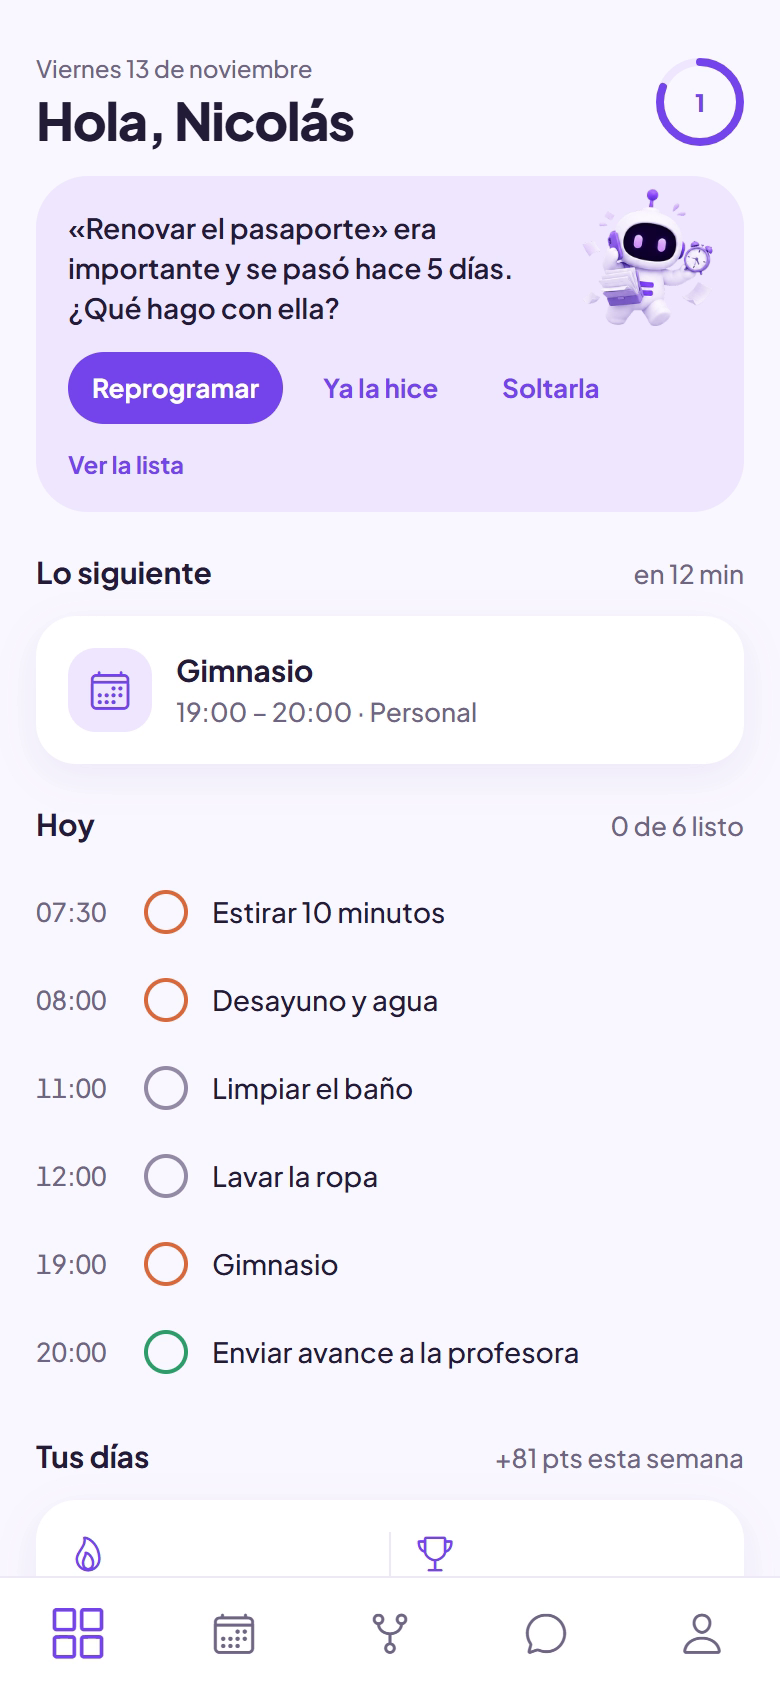 Viernes 13 de noviembre
Hola, Nicolás
1
«Renovar el pasaporte» era
importante y se pasó hace 5 días.
¿Qué hago con ella?
Reprogramar
Ya la hice
Soltarla
Ver la lista
Lo siguiente
en 12 min
Gimnasio
19:00 – 20:00 · Personal
Hoy
0 de 6 listo
07:30 Estirar 10 minutos
08:00 Desayuno y agua
11:00 Limpiar el baño
12:00 Lavar la ropa
19:00 Gimnasio
20:00 Enviar avance a la profesora
Tus días
+81 pts esta semana